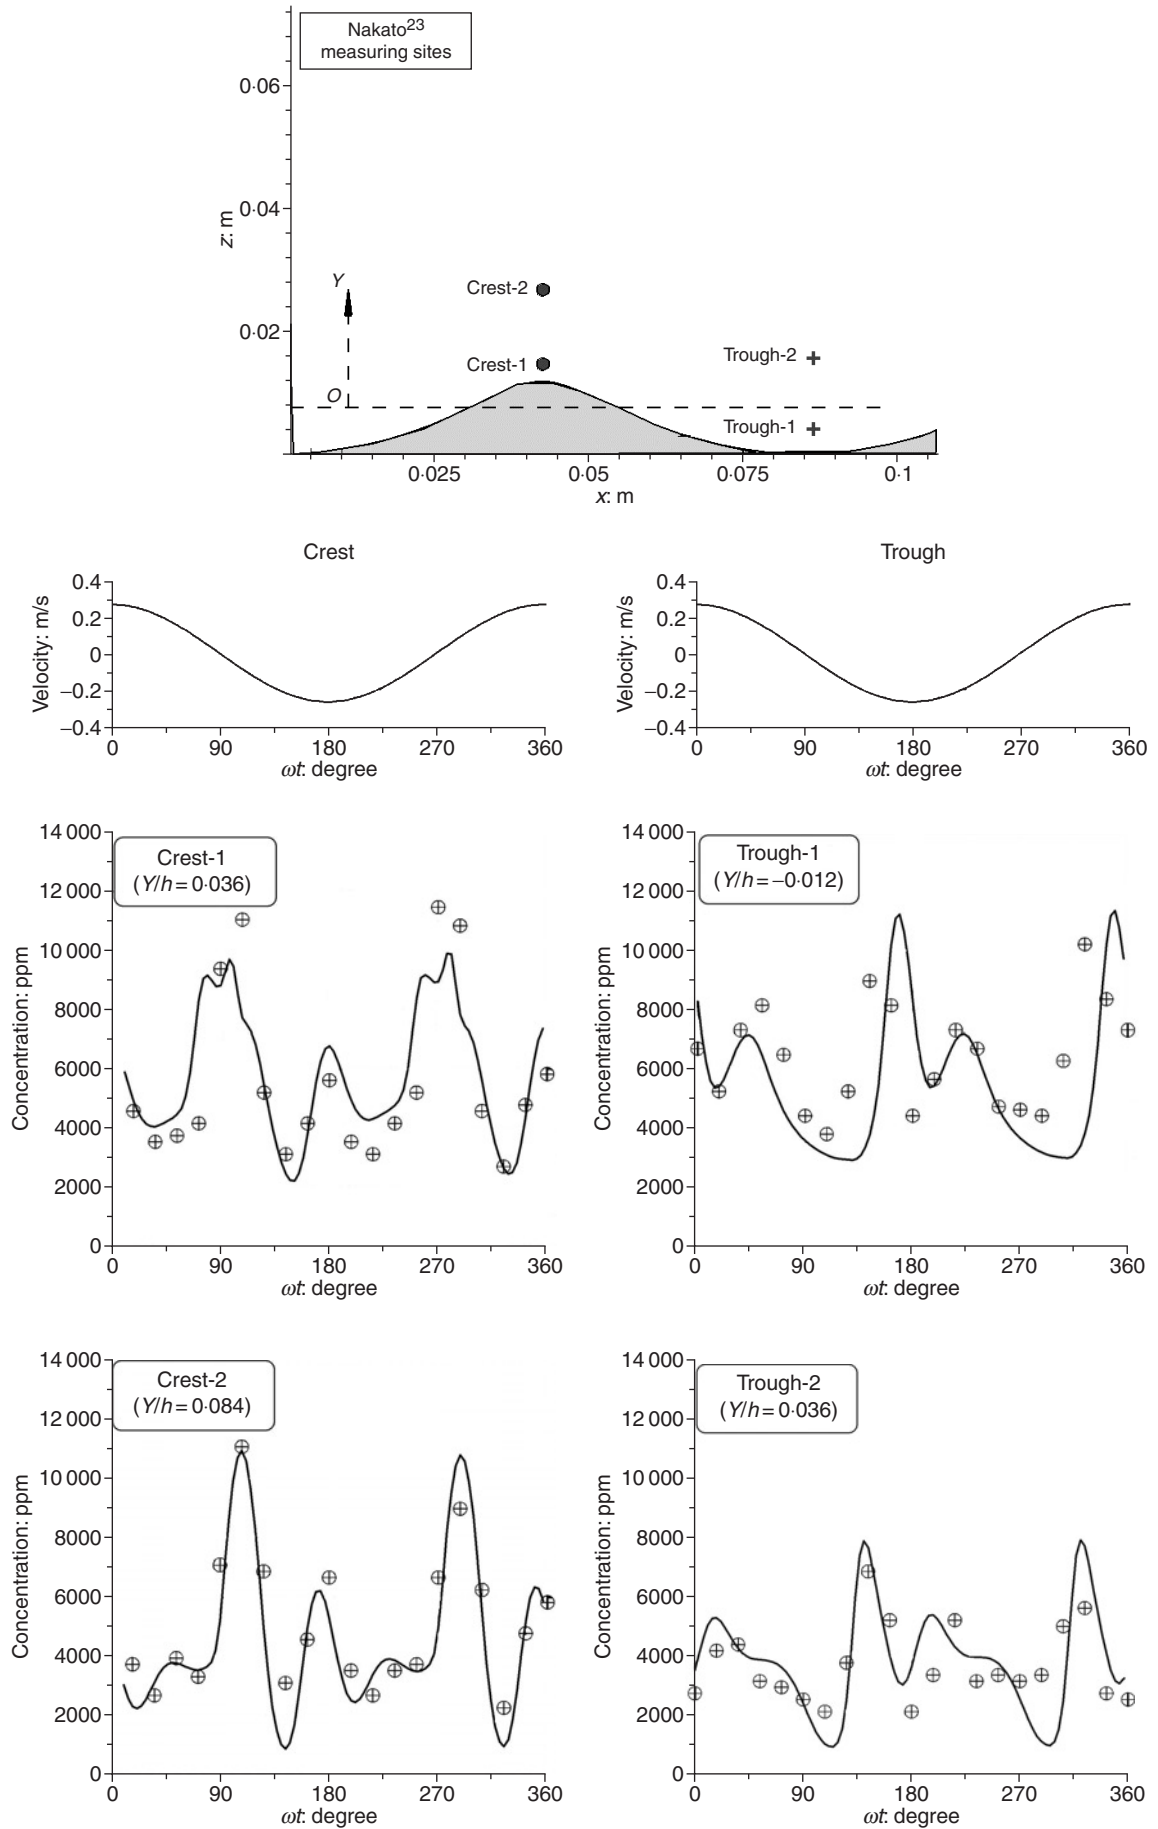 Nakato23
measuring sites
0·06
0·04
z: m
Y
Crest-2
0·02
Trough-2
Crest-1
O
Trough-1
0·025
0·05
0·075
0·1
x: m
Crest
Trough
0.4
0.2
0
−0.2
−0.4
Velocity: m/s
0
90
180
270
360
ωt: degree
0.4
0.2
0
−0.2
−0.4
Velocity: m/s
0
90
180
270
360
ωt: degree
14 000
12 000
10 000
8000
6000
4000
2000
0
Concentration: ppm
Crest-1
(Y/h = 0·036)
0
90
180
270
360
ωt: degree
14 000
12 000
10 000
8000
6000
4000
2000
0
Concentration: ppm
Trough-1
(Y/h = −0·012)
0
90
180
270
360
ωt: degree
14 000
12 000
10 000
8000
6000
4000
2000
0
Concentration: ppm
Crest-2
(Y/h = 0·084)
0
90
180
270
360
ωt: degree
14 000
12 000
10 000
8000
6000
4000
2000
0
Concentration: ppm
Trough-2
(Y/h = 0·036)
0
90
180
270
360
ωt: degree